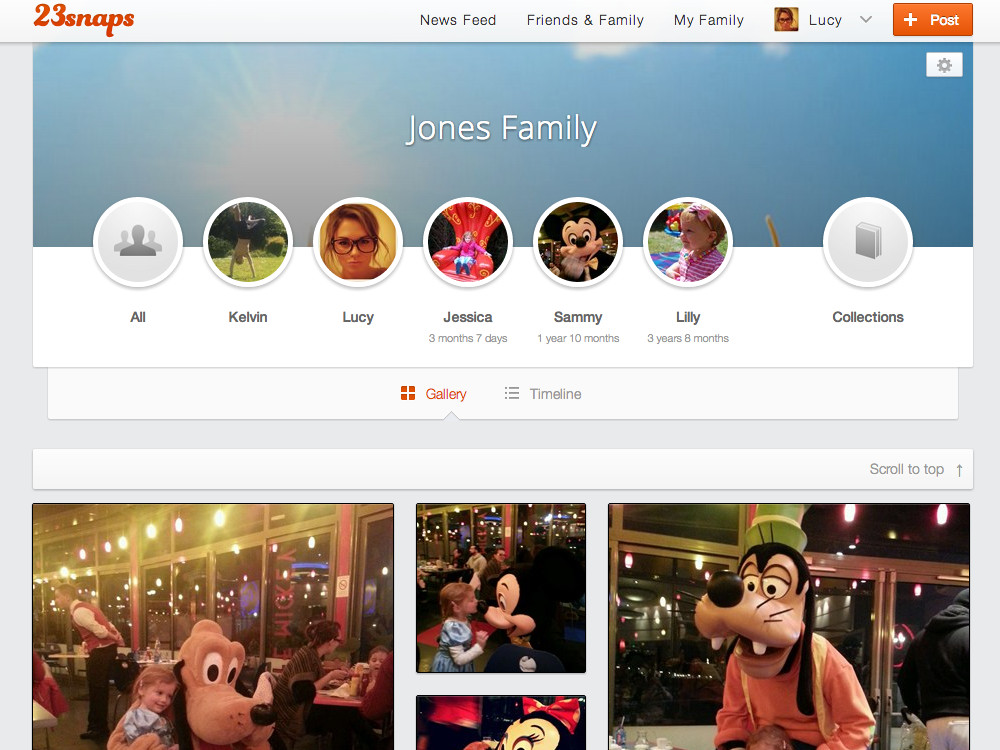 23snaps
News Feed
Friends & Family
My Family
Lucy
+ Post
Jones Family
All
Kelvin
Lucy
Jessica
Sammy
Lilly
Collections
3 months 7 days
1 year 10 months
3 years 8 months
Gallery
Timeline
Scroll to top ↑